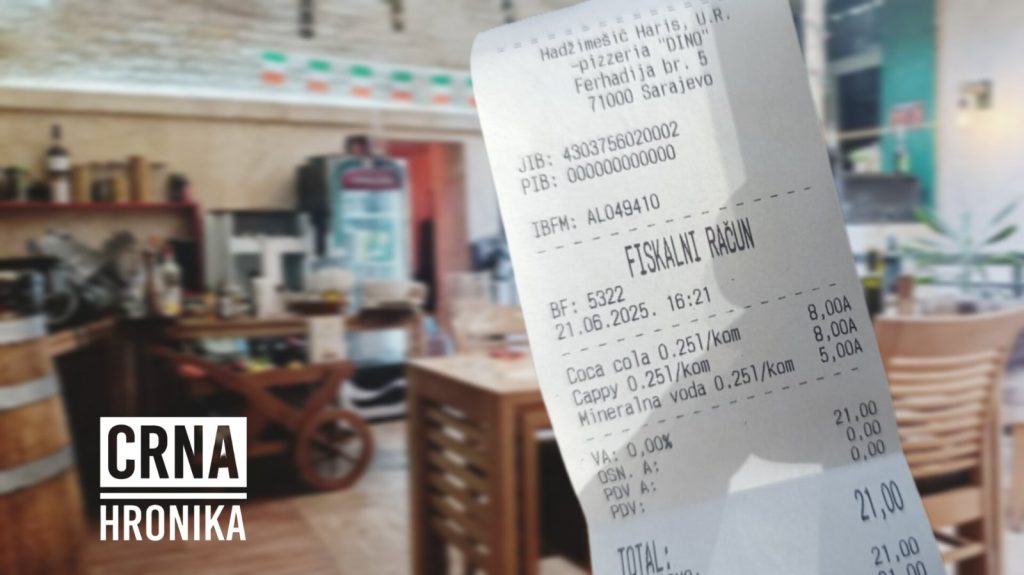 Hadžimešić Haris, U.R.
-pizzeria "DINO"
Ferhadija br. 5
71000 Sarajevo
JIB: 4303756020002
PIB: 000000000000
IBFM: AL049410
FISKALNI RAČUN
BF: 5322
21.06.2025. 16:21
Coca cola 0.25l/kom 8,00A
Cappy 0.25l/kom 8,00A
Mineralna voda 0.25l/kom 5,00A
VA: 0,00%
OSN. A: 21,00
PDV A: 0,00
PDV: 0,00
TOTAL: 21,00
21,00
21,00
CRNA
HRONIKA